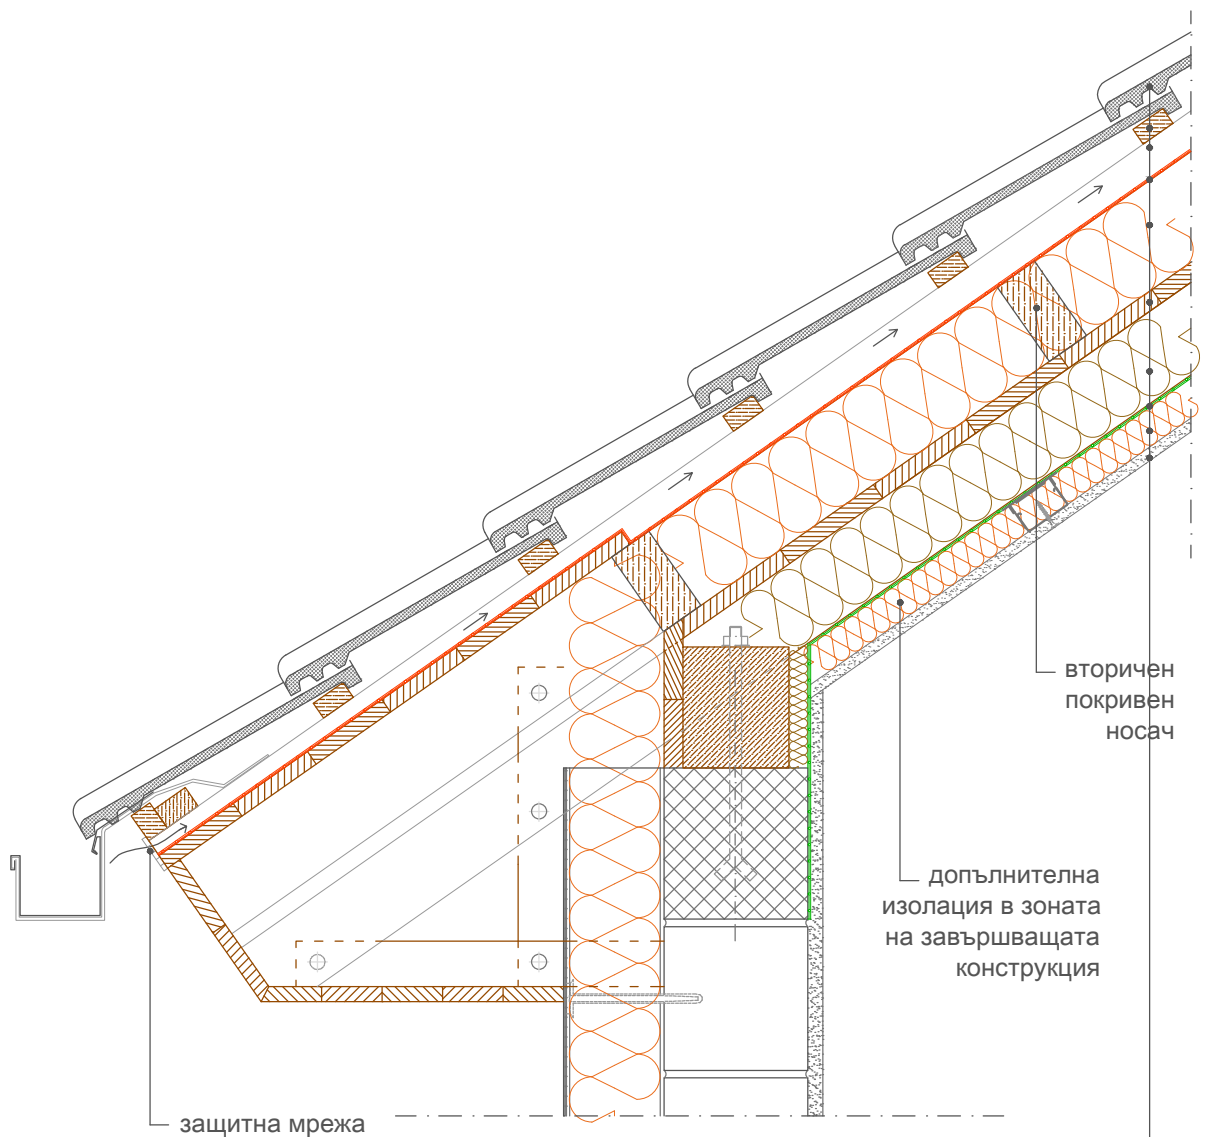 вторичен
покривен
носач
допълнителна
изолация в зоната
на завършващата
конструкция
защитна мрежа